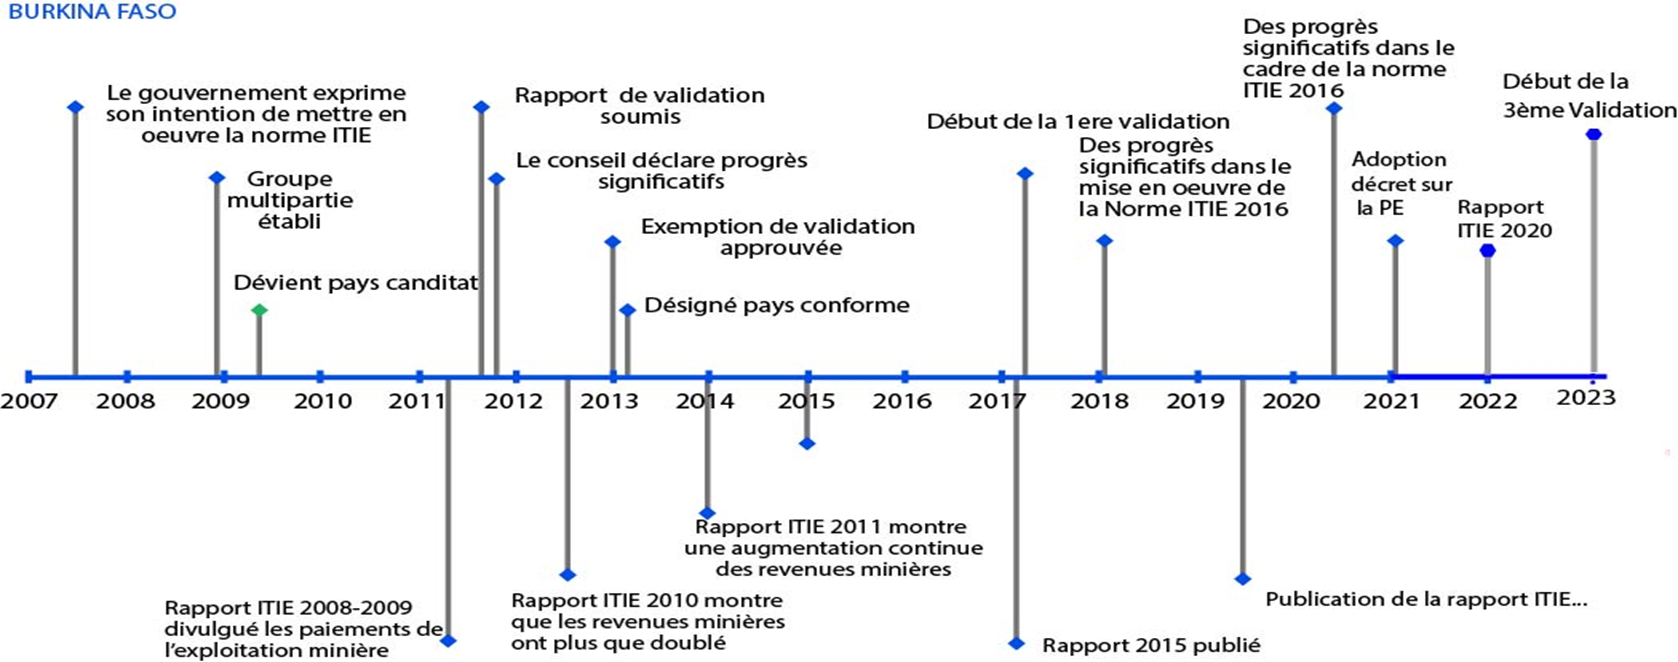 BURKINA FASO
Le gouvernement exprime
son intention de mettre en
oeuvre la norme ITIE
Groupe
multipartie
établi
Dévient pays canditat
Rapport de validation
soumis
Le conseil déclare progrès
significatifs
Exemption de validation
approuvée
Désigné pays conforme
Début de la 1ere validation
Des progrès
significatifs dans le
mise en oeuvre de
la Norme ITIE 2016
Des progrès
significatifs dans le
cadre de la norme
ITIE 2016
Adoption
décret sur
la PE
Rapport
ITIE 2020
Début de la
3ème Validation
2007 2008 2009 2010 2011 2012 2013 2014 2015 2016 2017 2018 2019 2020 2021 2022 2023
Rapport ITIE 2008-2009
divulgué les paiements de
l'exploitation minière
Rapport ITIE 2010 montre
que les revenues minières
ont plus que doublé
Rapport ITIE 2011 montre
une augmentation continue
des revenues minières
Rapport 2015 publié
Publication de la rapport ITIE...